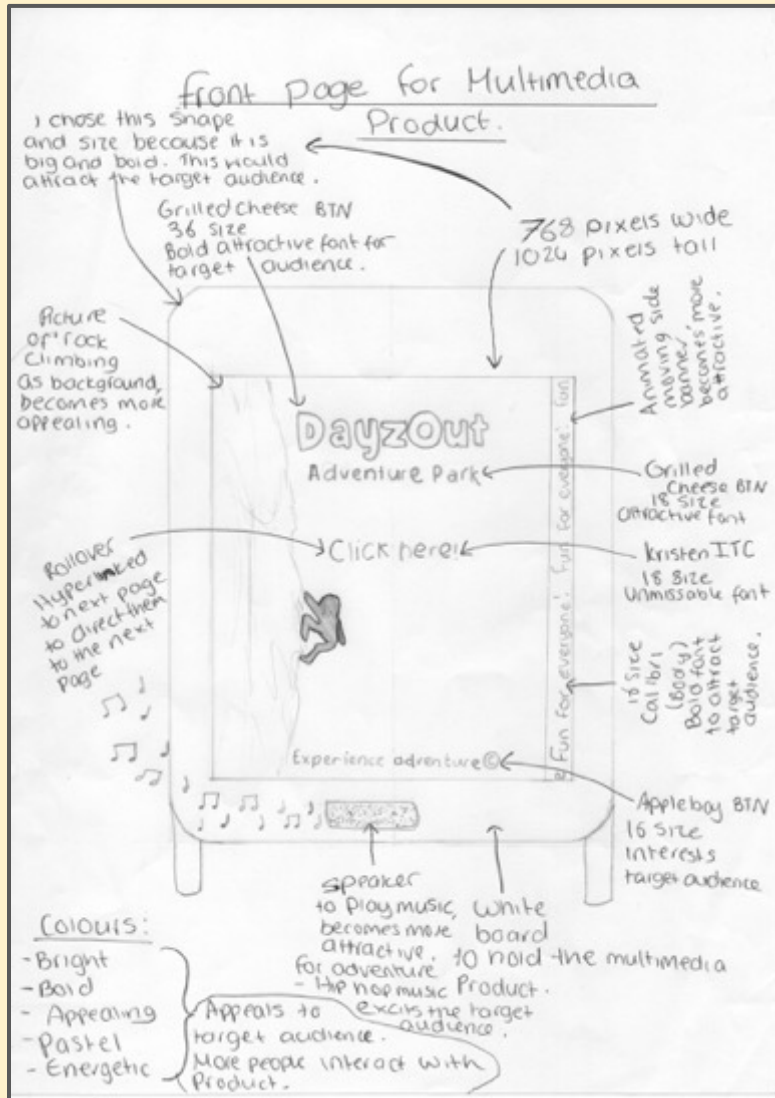 front page for Multimedia
Product.
I chose this shape
and size because it is
big and bold. This would
attract the target audience.
768 pixels wide
1024 pixels tall
Grilled Cheese BTN
36 size
Bold attractive font for
target audience.
Picture
of rock
climbing
as background,
becomes more
appealing.
Animated
moving side
banner,
becomes more
attractive.
DayzOut
Adventure Park
Grilled
Cheese BTN
18 size
attractive font
Click here!
Kristen ITC
18 size
unmissable font
Rollover
Hyperlinked
to next page
to direct them
to the next
page
e Fun for everyone! Fun for everyone! Fun
16 size
Calibri
(Body)
Bold font
to attract
target
audience.
Experience adventure©
Appleboy BTN
16 size
interests
target audience
speaker
to play music,
becomes more
attractive.
for adventure
- Hip hop music
excits the target
audience.
white
board
to hold the multimedia
Product.
Colours:
- Bright
- Bold
- Appealing
- Pastel
- Energetic
Appeals to
target audience.
More people interact with
Product.